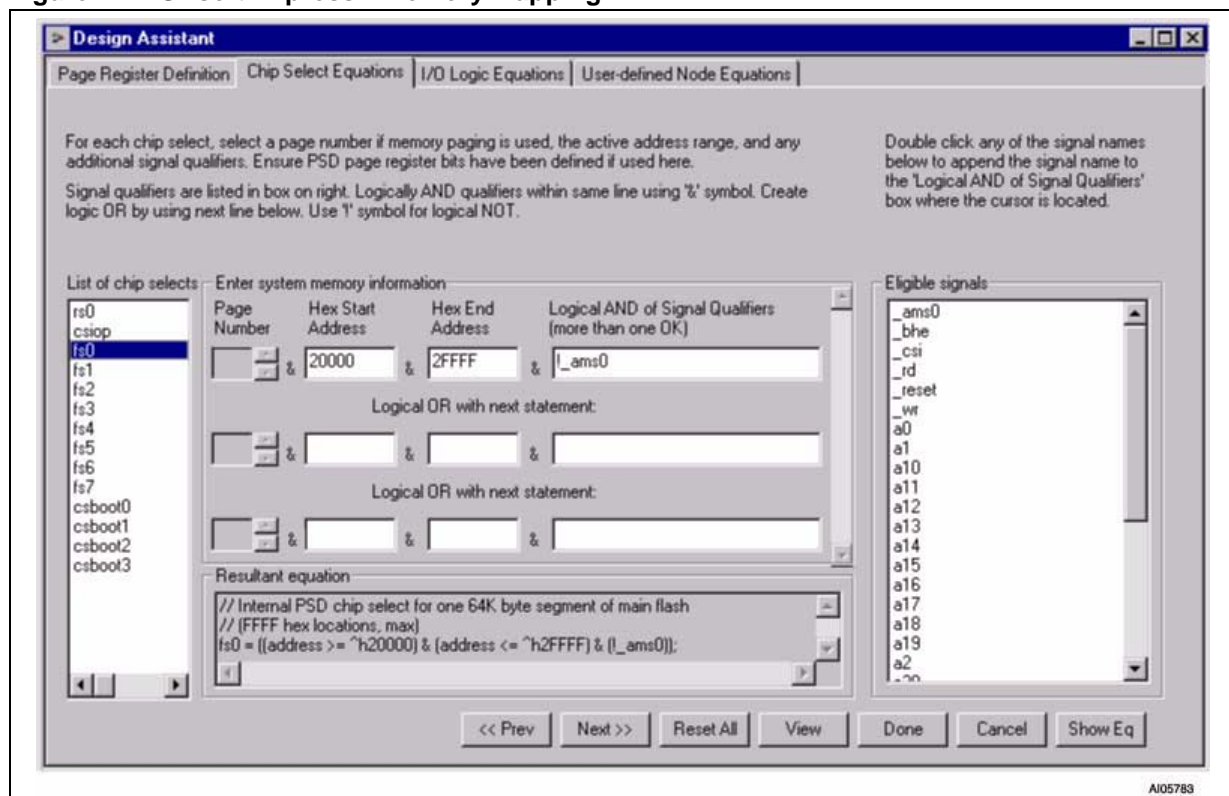 Design Assistant
Page Register Definition
Chip Select Equations
I/O Logic Equations
User-defined Node Equations
For each chip select, select a page number if memory paging is used, the active address range, and any
additional signal qualifiers. Ensure PSD page register bits have been defined if used here.
Signal qualifiers are listed in box on right. Logically AND qualifiers within same line using '&' symbol. Create
logic OR by using next line below. Use '!' symbol for logical NOT.
Double click any of the signal names
below to append the signal name to
the 'Logical AND of Signal Qualifiers'
box where the cursor is located.
List of chip selects
rs0
csiop
fs0
fs1
fs2
fs3
fs4
fs5
fs6
fs7
csboot0
csboot1
csboot2
csboot3
Enter system memory information
Page
Number
Hex Start
Address
Hex End
Address
Logical AND of Signal Qualifiers
(more than one OK)
& 20000 & 2FFFF & !_ams0
Logical OR with next statement:
& & &
Logical OR with next statement:
& & &
Resultant equation
// Internal PSD chip select for one 64K byte segment of main flash
// (FFFF hex locations, max)
fs0 = ((address >= ^h20000) & (address <= ^h2FFFF) & (!_ams0));
Eligible signals
_ams0
_bhe
_csi
_rd
_reset
_wr
a0
a1
a10
a11
a12
a13
a14
a15
a16
a17
a18
a19
a2
<< Prev
Next >>
Reset All
View
Done
Cancel
Show Eq
AI05783